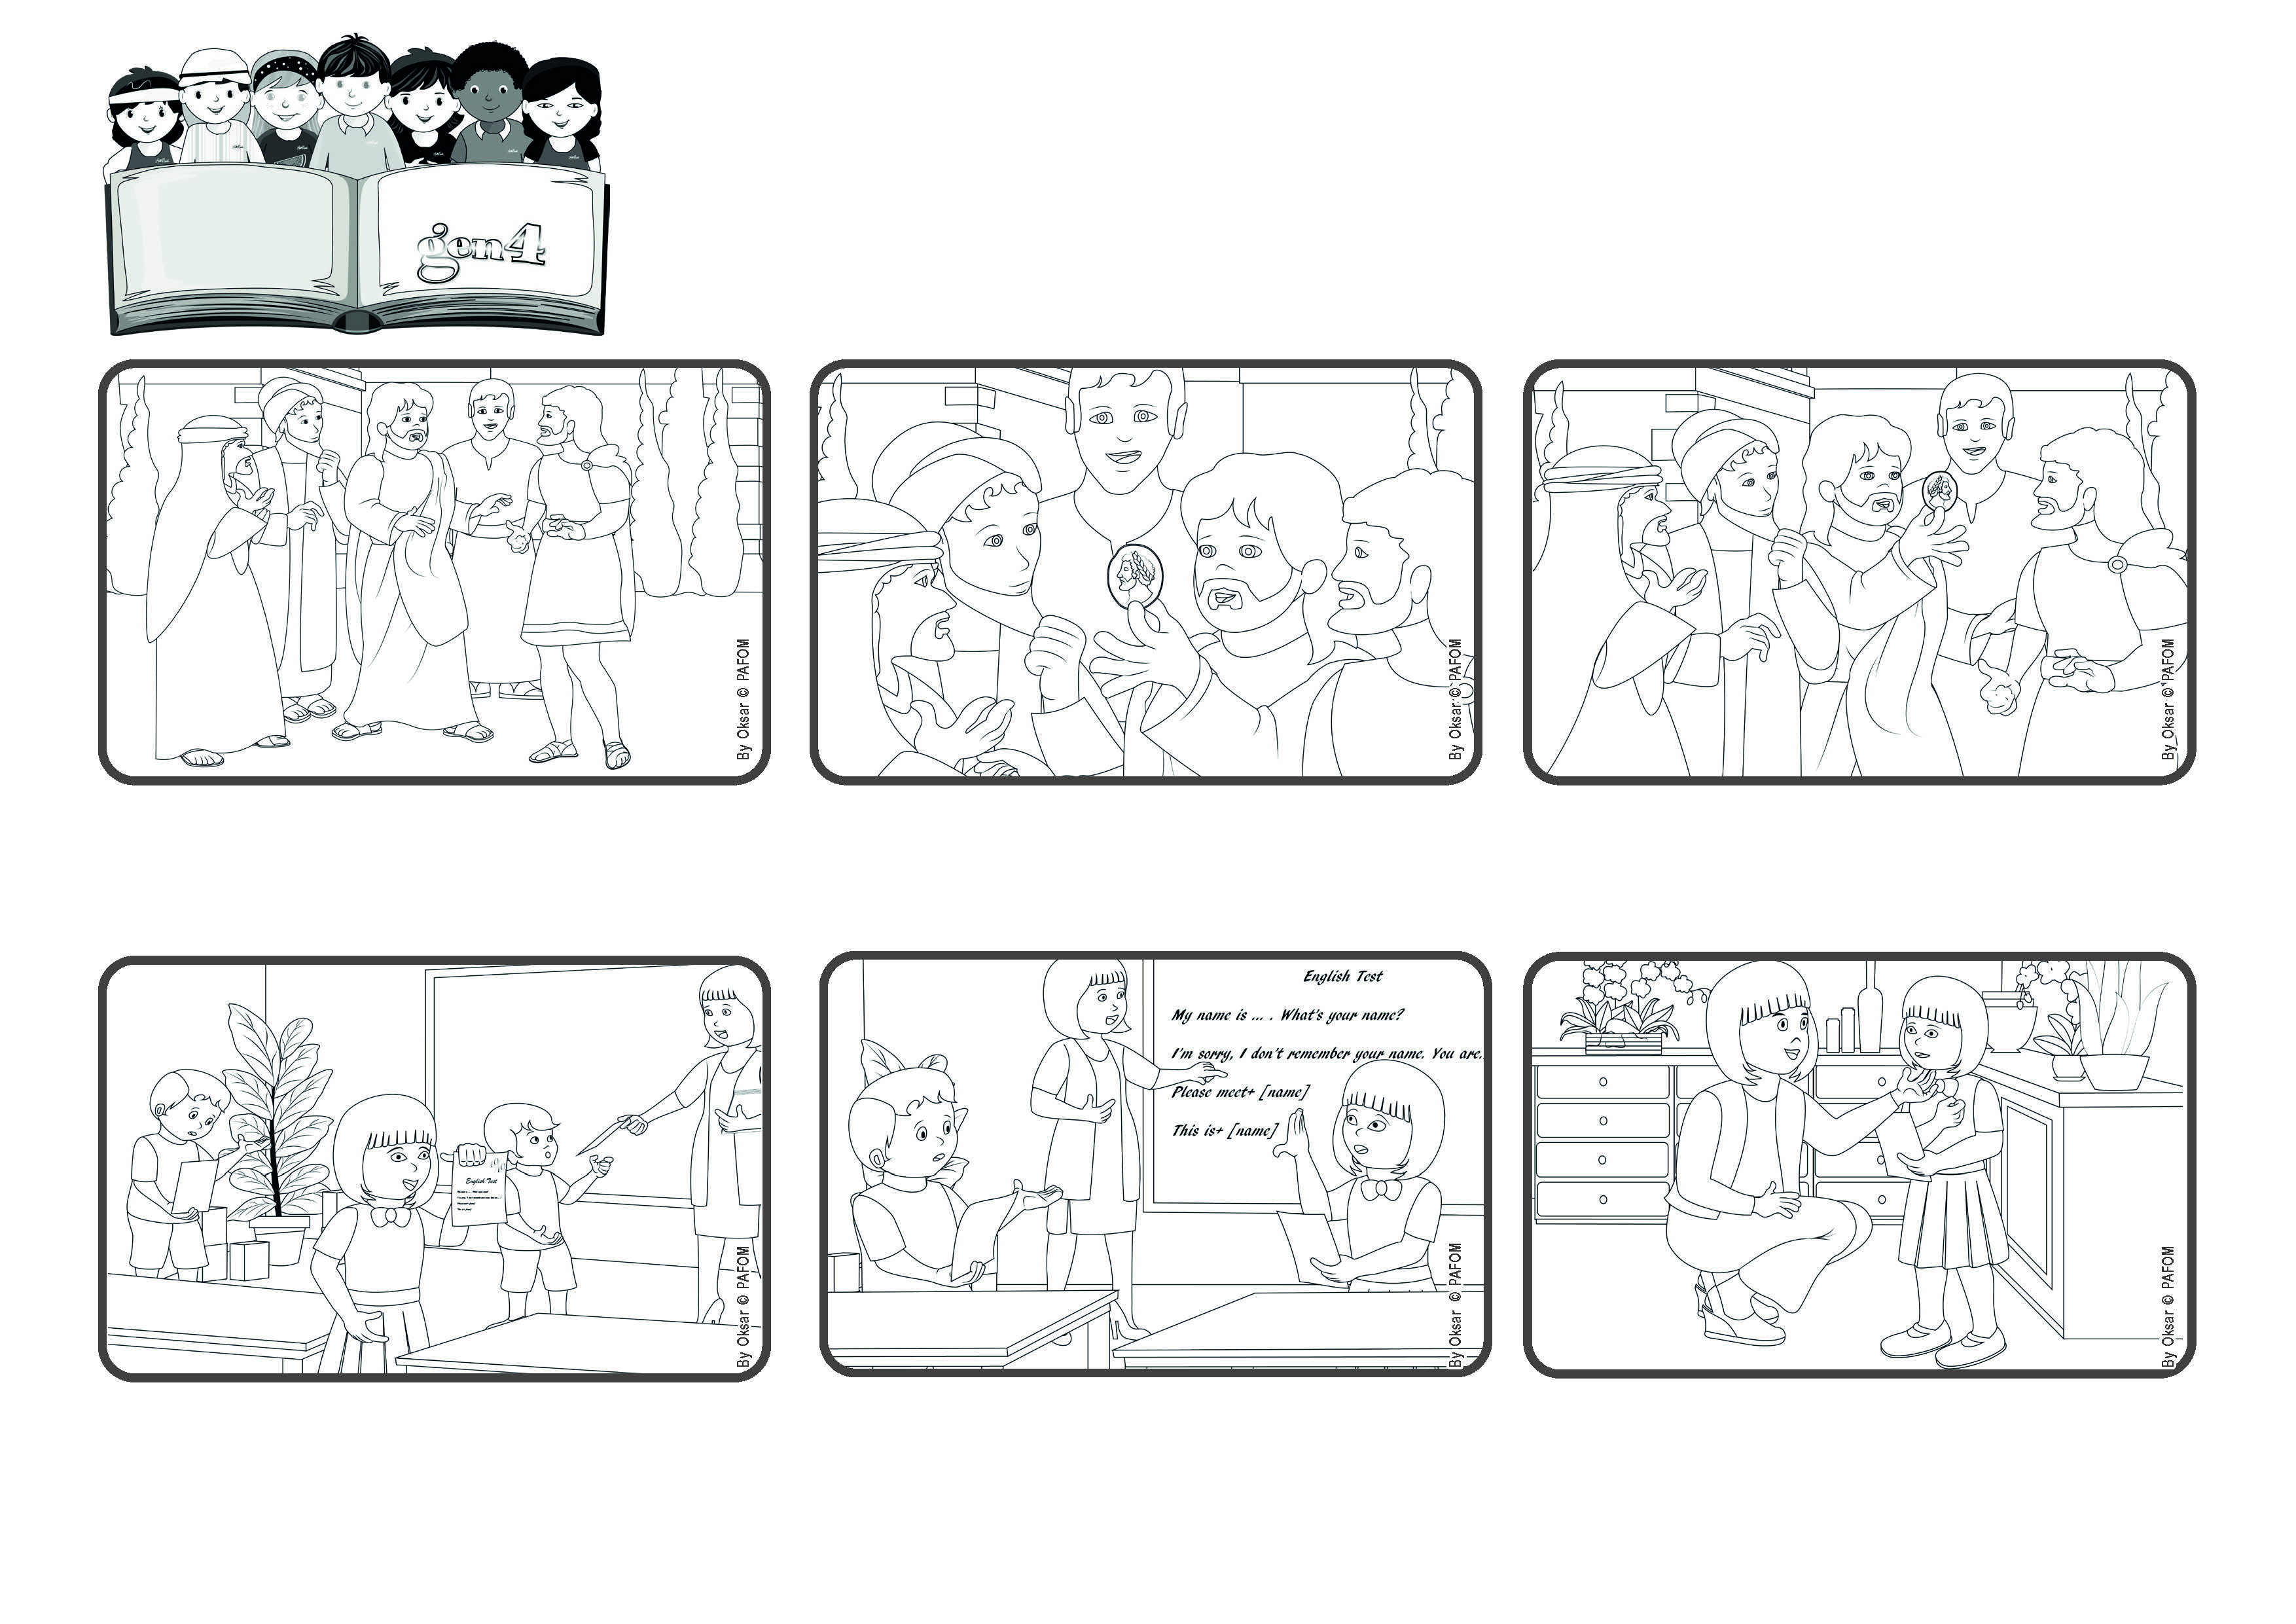 gen4
By Oksar © PAFOM
By Oksar © PAFOM
By Oksar © PAFOM
English Test
By Oksar © PAFOM
English Test
My name is ... . What's your name?
I'm sorry, I don't remember your name. You are.
Please meet+ [name]
This is+ [name]
By Oksar © PAFOM
By Oksar © PAFOM